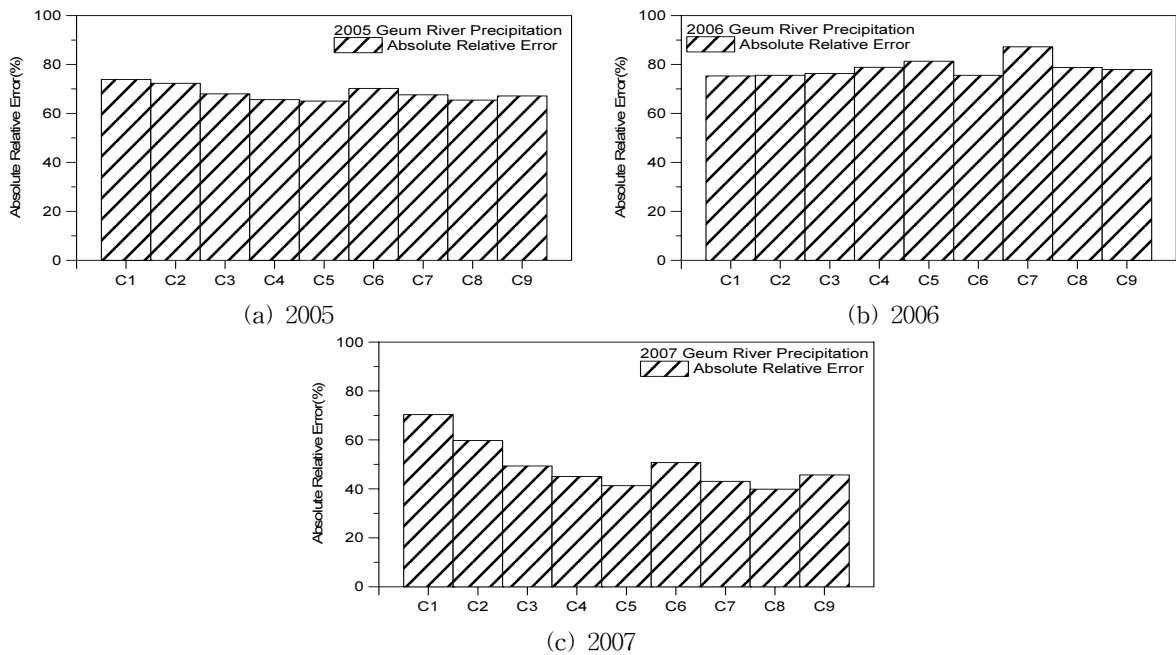 2005 Geum River Precipitation
Absolute Relative Error
Absolute Relative Error(%)
100
80
60
40
20
0
C1 C2 C3 C4 C5 C6 C7 C8 C9
(a) 2005
2006 Geum River Precipitation
Absolute Relative Error
Absolute Relative Error(%)
100
80
60
40
20
0
C1 C2 C3 C4 C5 C6 C7 C8 C9
(b) 2006
2007 Geum River Precipitation
Absolute Relative Error
Absolute Relative Error(%)
100
80
60
40
20
0
C1 C2 C3 C4 C5 C6 C7 C8 C9
(c) 2007